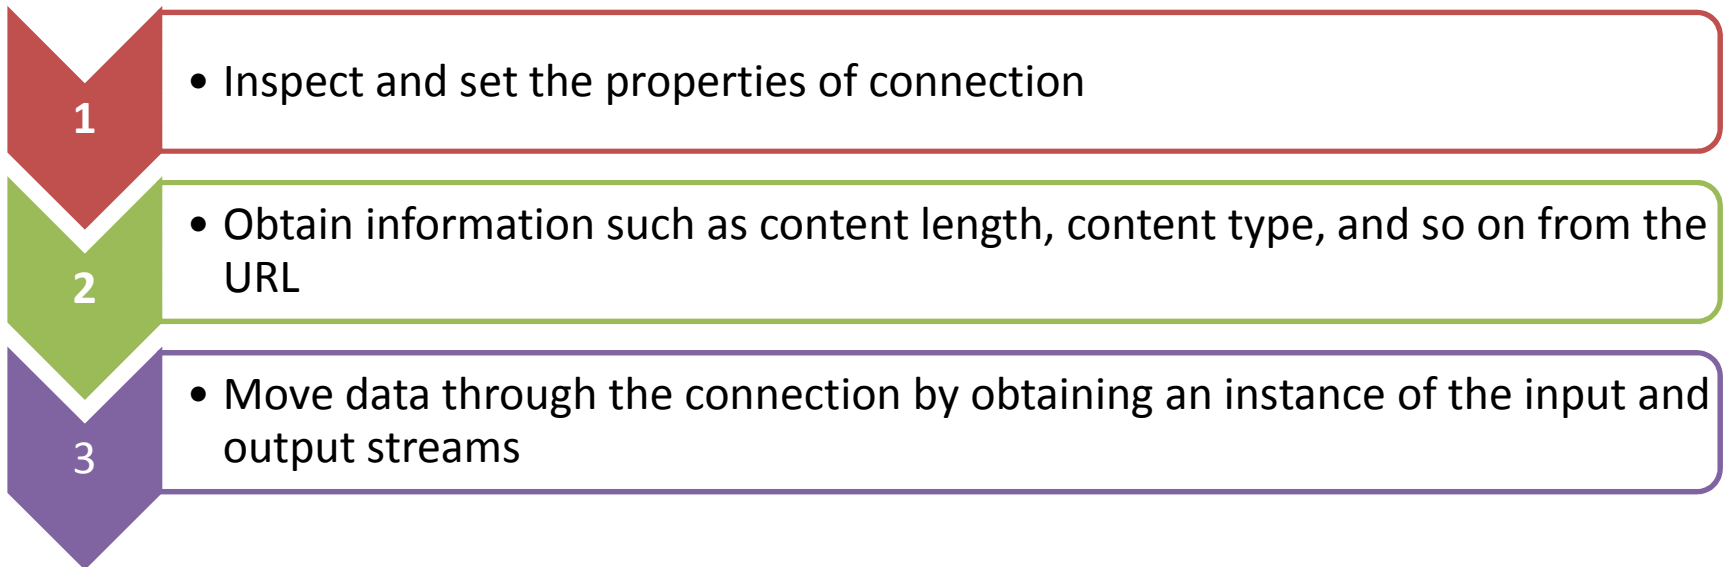 1
• Inspect and set the properties of connection
2
• Obtain information such as content length, content type, and so on from the
URL
3
• Move data through the connection by obtaining an instance of the input and
output streams